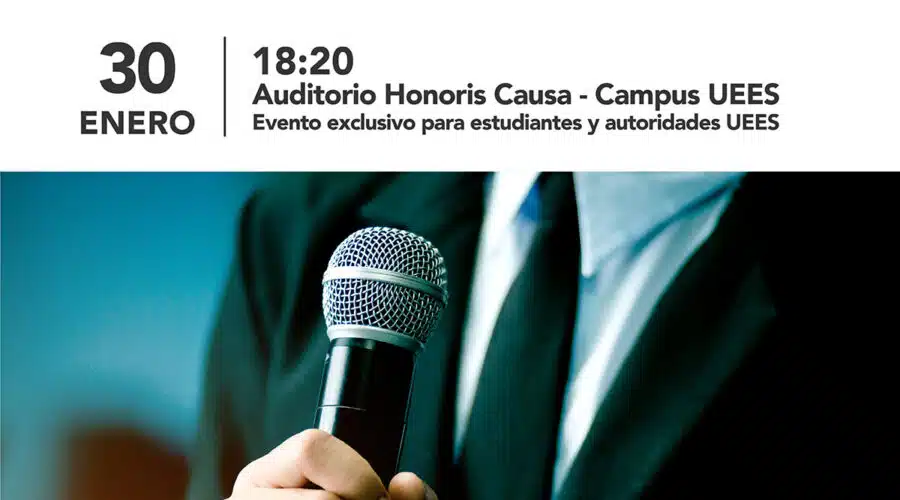 30
ENERO
18:20
Auditorio Honoris Causa - Campus UEES
Evento exclusivo para estudiantes y autoridades UEES